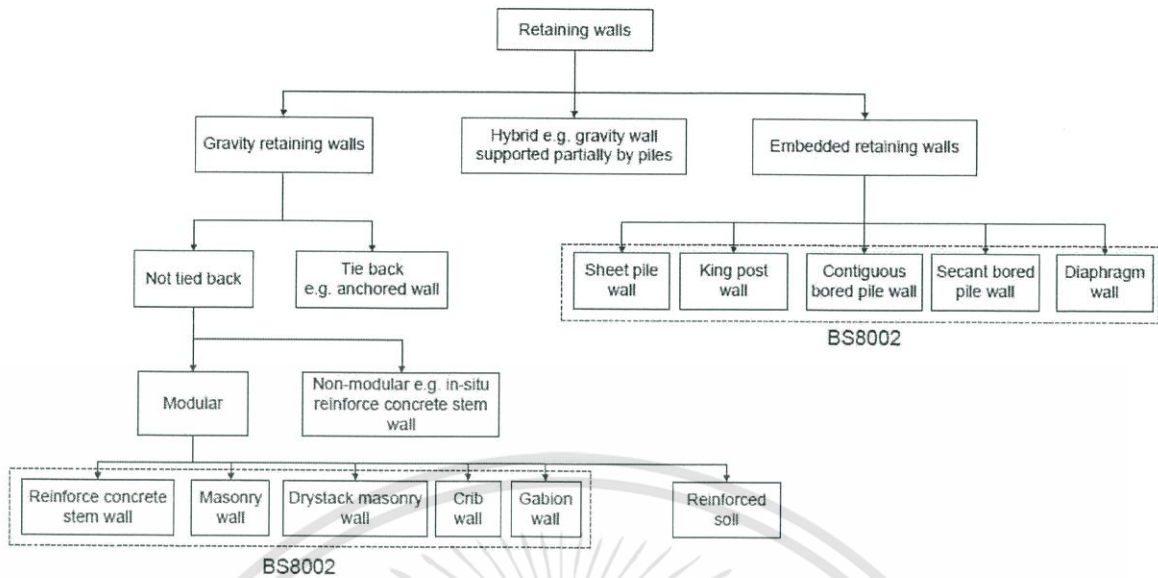 Retaining walls
Gravity retaining walls
Hybrid e.g. gravity wall
supported partially by piles
Embedded retaining walls
Not tied back
Tie back
e.g. anchored wall
Sheet pile
wall
King post
wall
Contiguous
bored pile wall
Secant bored
pile wall
Diaphragm
wall
BS8002
Modular
Non-modular e.g. in-situ
reinforce concrete stem
wall
Reinforce concrete
stem wall
Masonry
wall
Drystack masonry
wall
Crib
wall
Gabion
wall
Reinforced
soil
BS8002